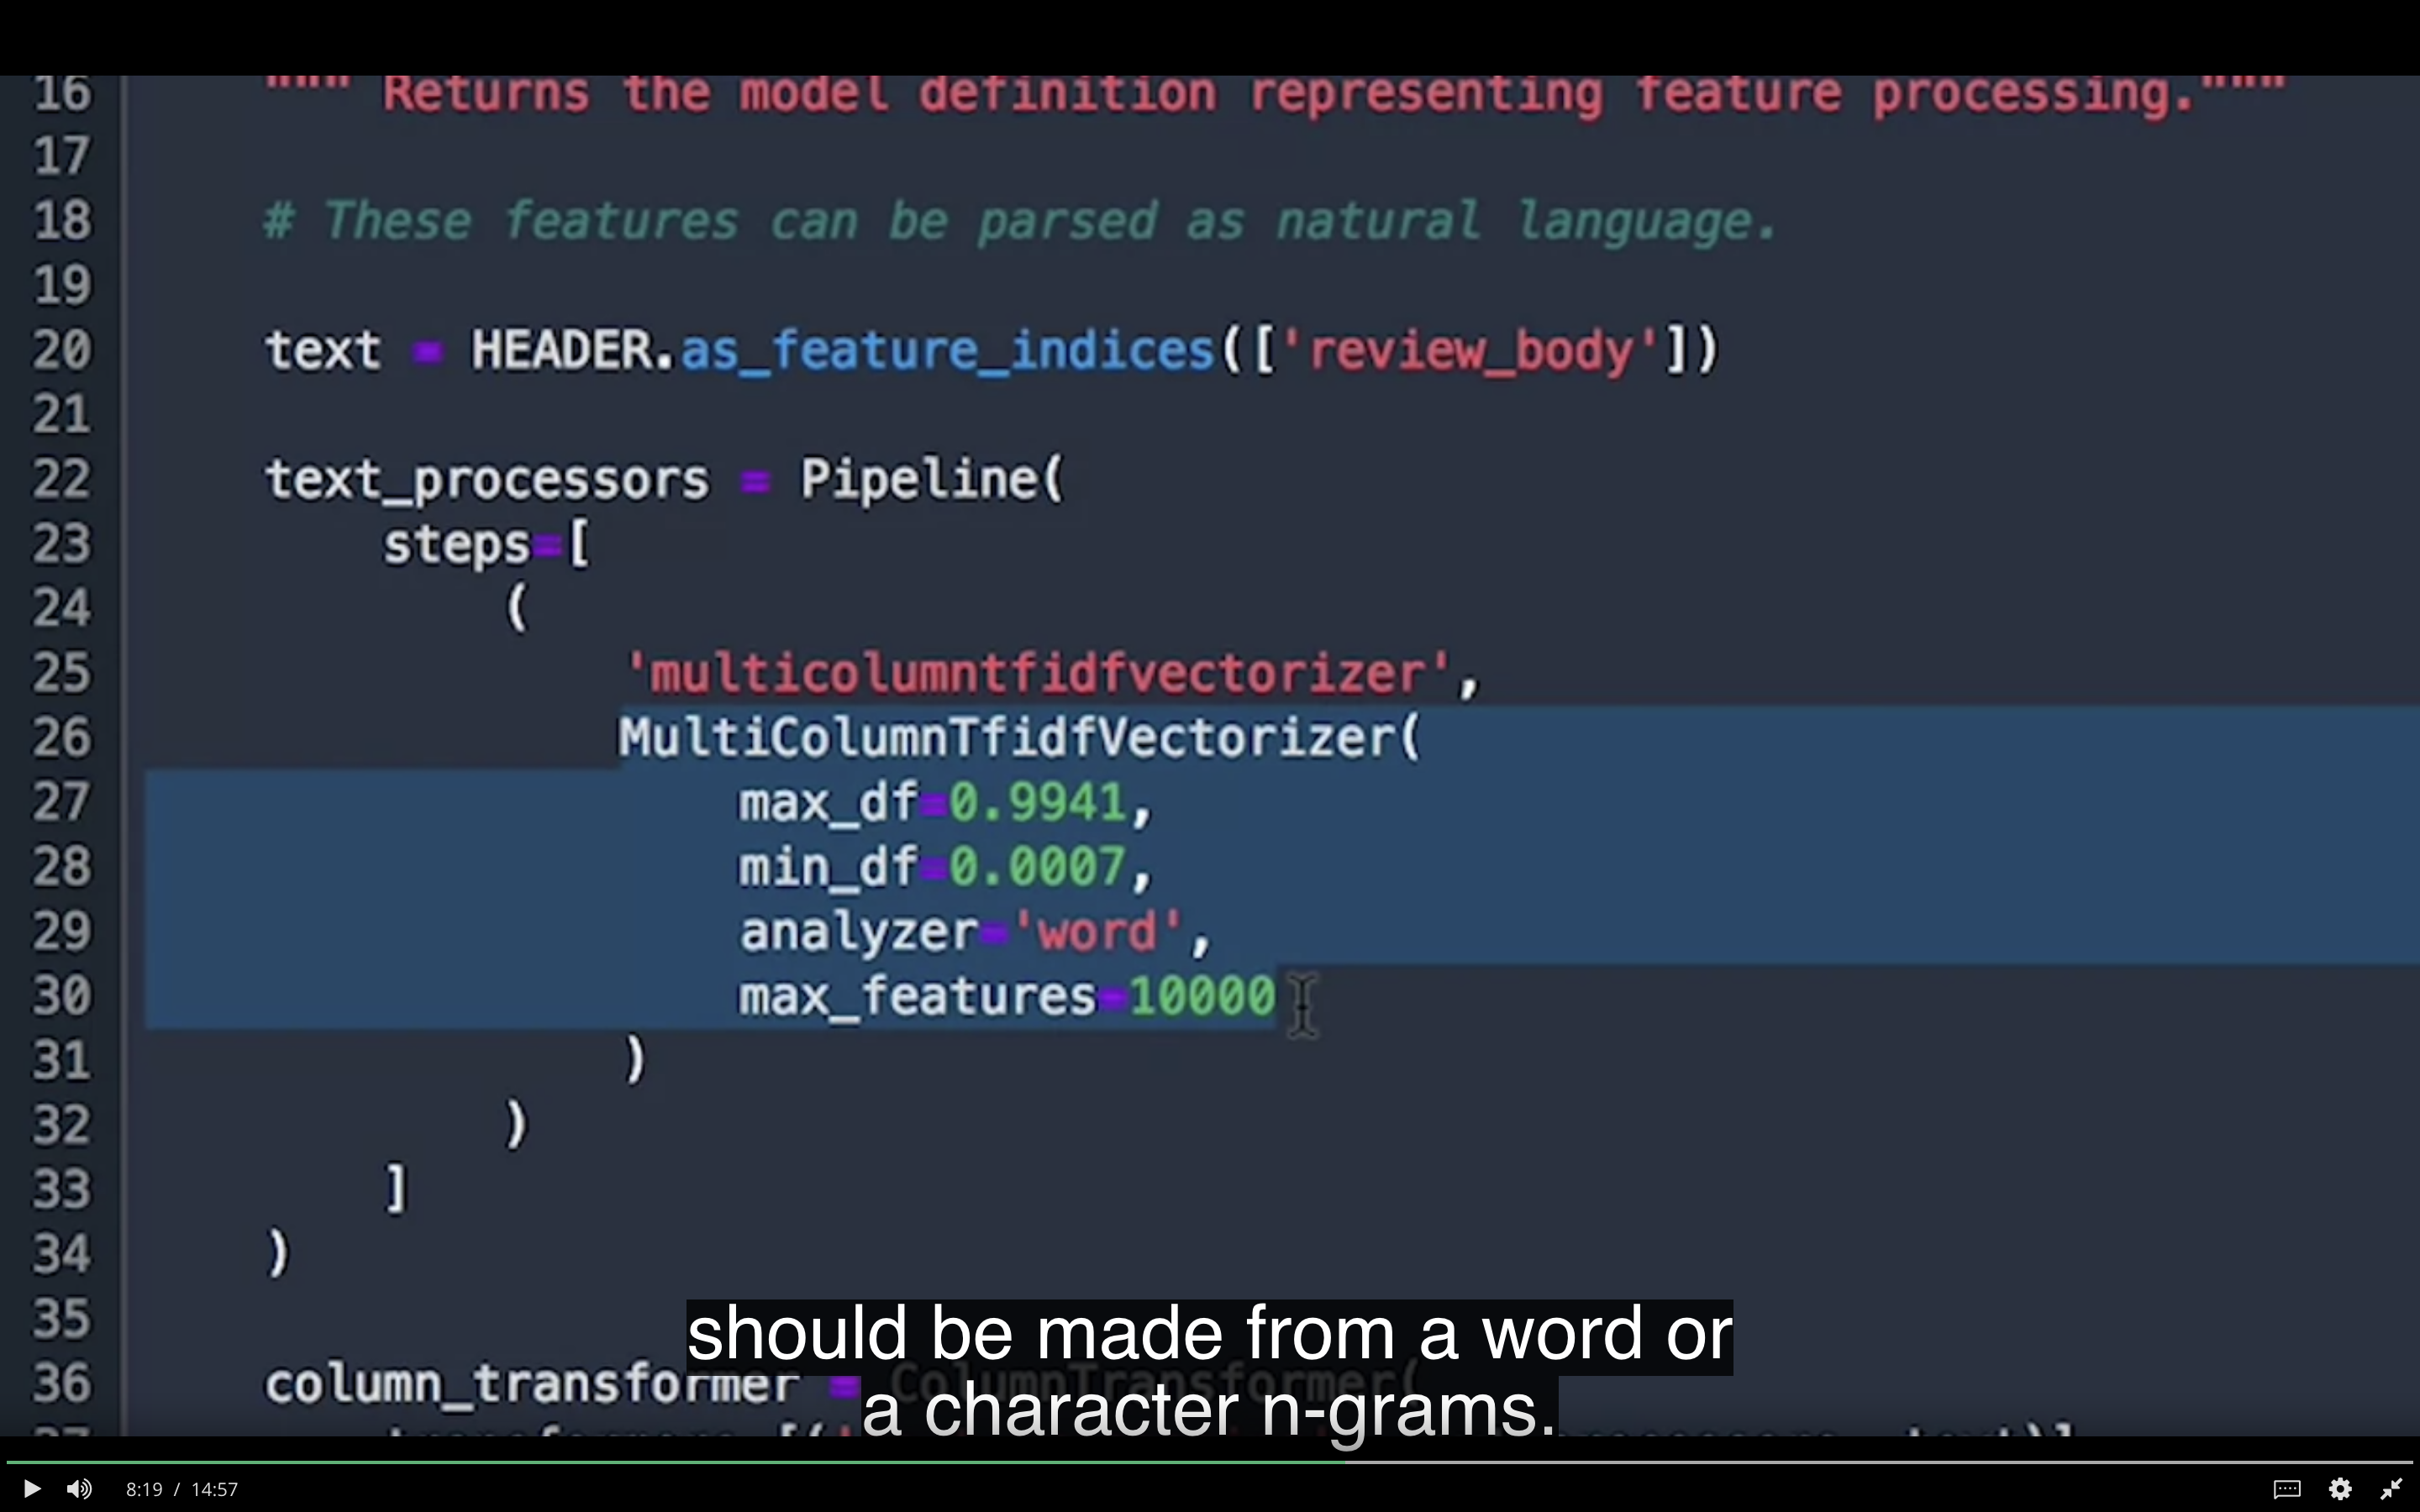 16 """ Returns the model definition representing feature processing."""
17
18 # These features can be parsed as natural language.
19
20 text = HEADER.as_feature_indices(['review_body'])
21
22 text_processors = Pipeline(
23 steps=[
24 (
25 'multicolumntfidfvectorizer',
26 MultiColumnTfidfVectorizer(
27 max_df=0.9941,
28 min_df=0.0007,
29 analyzer='word',
30 max_features=10000
31 )
32 )
33 ]
34 )
35
36 column_transformer = ColumnTransformer(
should be made from a word or
a character n-grams.
8:19 / 14:57